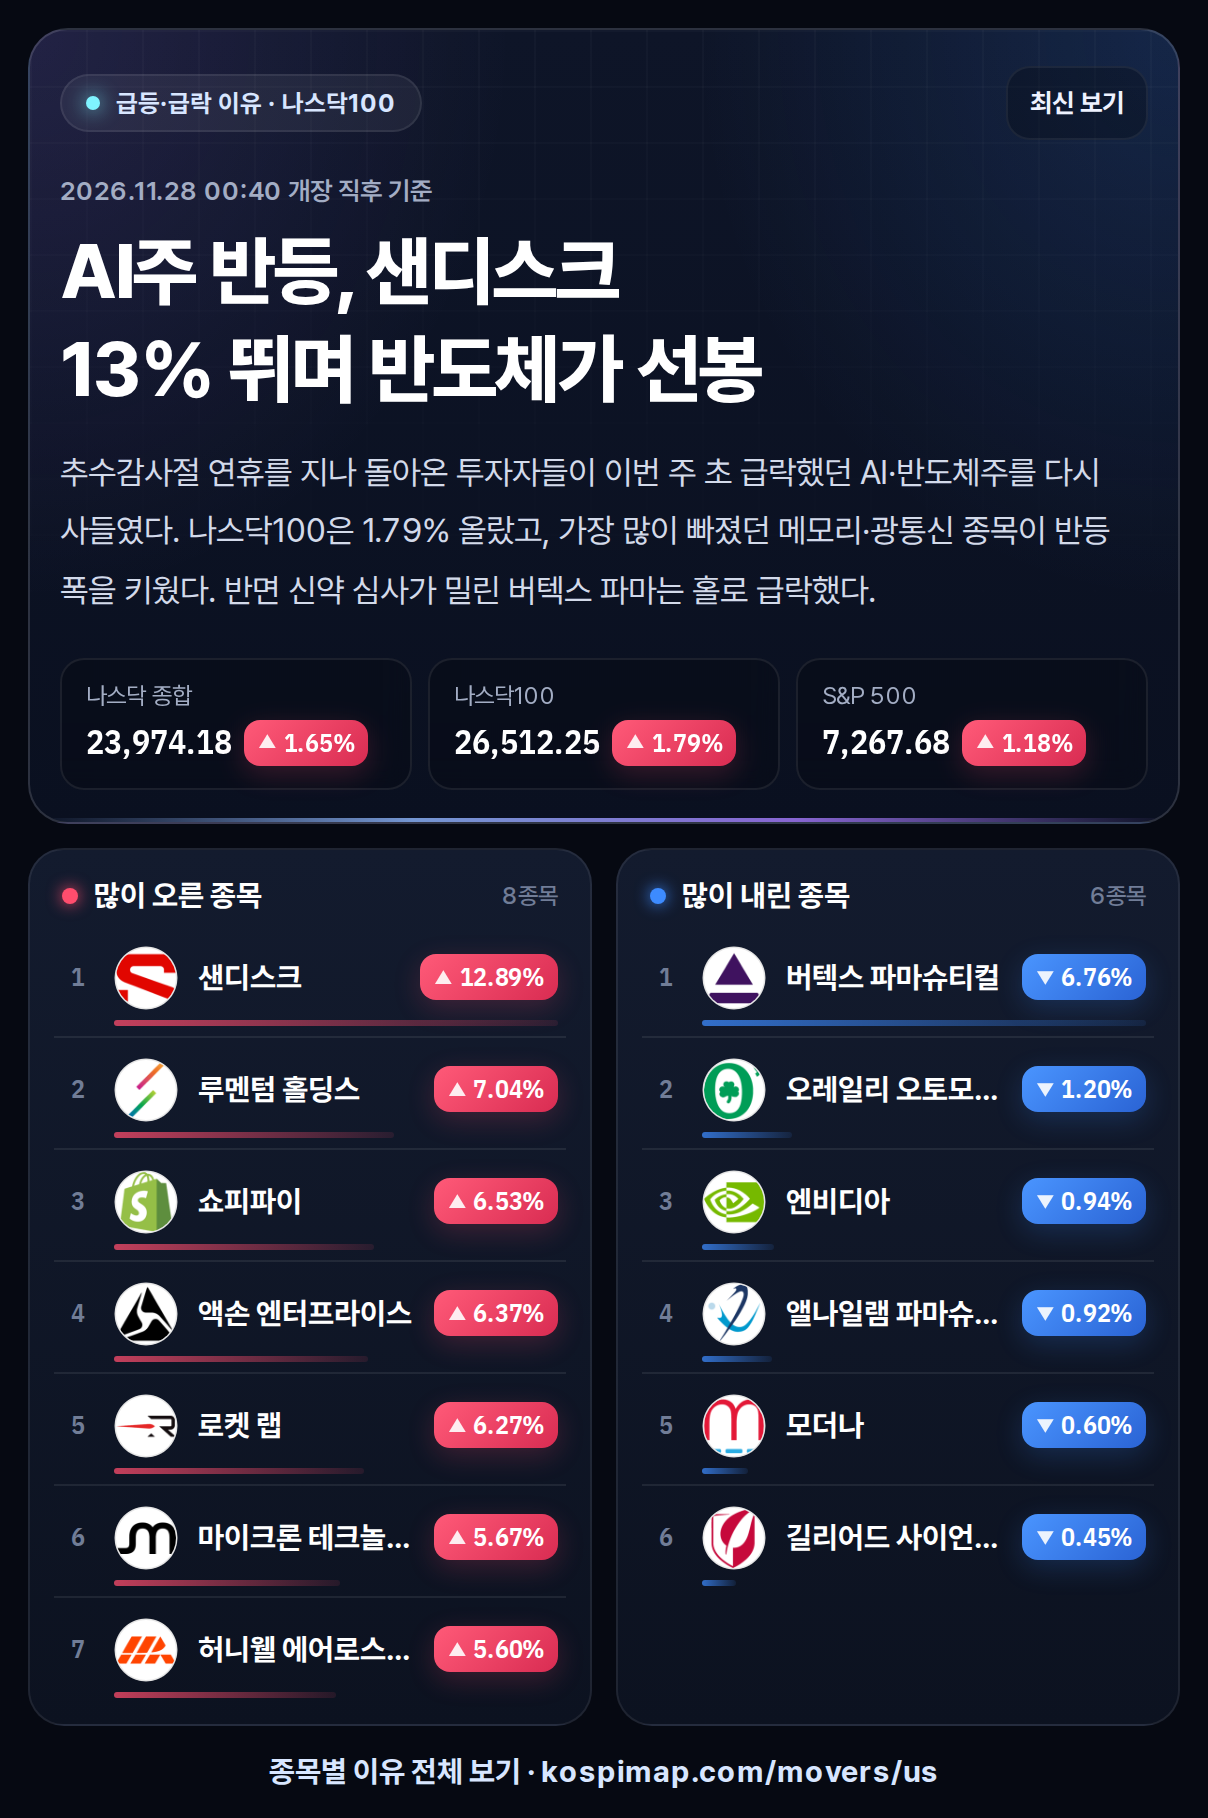 급등·급락 이유 · 나스닥100
최신 보기
2026.11.28 00:40 개장 직후 기준
AI주 반등, 샌디스크
13% 뛰며 반도체가 선봉
추수감사절 연휴를 지나 돌아온 투자자들이 이번 주 초 급락했던 AI·반도체주를 다시
사들였다. 나스닥100은 1.79% 올랐고, 가장 많이 빠졌던 메모리·광통신 종목이 반등
폭을 키웠다. 반면 신약 심사가 밀린 버텍스 파마는 홀로 급락했다.
나스닥 종합
23,974.18 ▲ 1.65%
나스닥100
26,512.25 ▲ 1.79%
S&P 500
7,267.68 ▲ 1.18%
많이 오른 종목 8종목
1 샌디스크 ▲ 12.89%
2 루멘텀 홀딩스 ▲ 7.04%
3 쇼피파이 ▲ 6.53%
4 액손 엔터프라이스 ▲ 6.37%
5 로켓 랩 ▲ 6.27%
6 마이크론 테크놀... ▲ 5.67%
7 허니웰 에어로스... ▲ 5.60%
많이 내린 종목 6종목
1 버텍스 파마슈티컬 ▼ 6.76%
2 오레일리 오토모... ▼ 1.20%
3 엔비디아 ▼ 0.94%
4 앨나일램 파마슈... ▼ 0.92%
5 모더나 ▼ 0.60%
6 길리어드 사이언... ▼ 0.45%
종목별 이유 전체 보기 · kospimap.com/movers/us